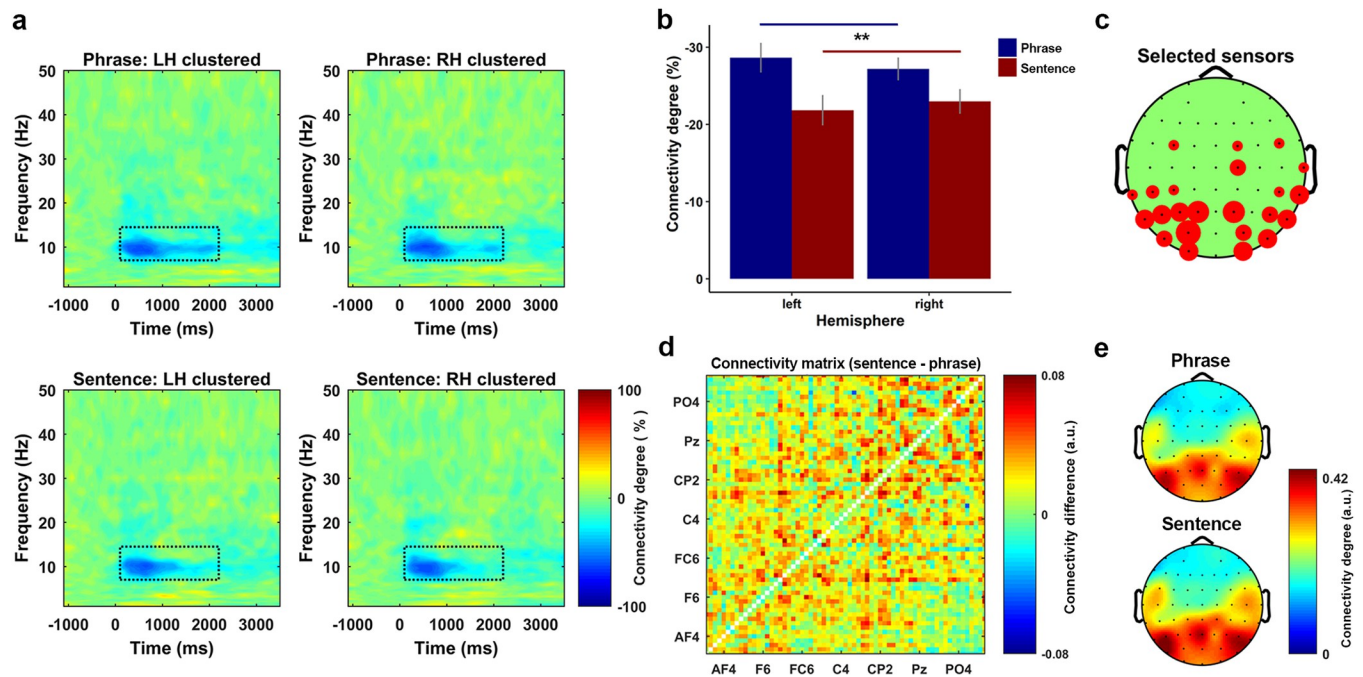 a
Phrase: LH clustered
50
40
30
20
10
Frequency (Hz)
-1000 0 1000 2000 3000
Time (ms)
Phrase: RH clustered
50
40
30
20
10
Frequency (Hz)
-1000 0 1000 2000 3000
Time (ms)
Sentence: LH clustered
50
40
30
20
10
Frequency (Hz)
-1000 0 1000 2000 3000
Time (ms)
Sentence: RH clustered
50
40
30
20
10
Frequency (Hz)
-1000 0 1000 2000 3000
Time (ms)
100
0
-100
Connectivity degree ( %)
b
**
Phrase
Sentence
-30
-20
-10
0
Connectivity degree (%)
left right
Hemisphere
c
Selected sensors
d
Connectivity matrix (sentence - phrase)
PO4
Pz
CP2
C4
FC6
F6
AF4
AF4 F6 FC6 C4 CP2 Pz PO4
0.08
0
-0.08
Connectivity difference (a.u.)
e
Phrase
Sentence
0.42
0
Connectivity degree (a.u.)